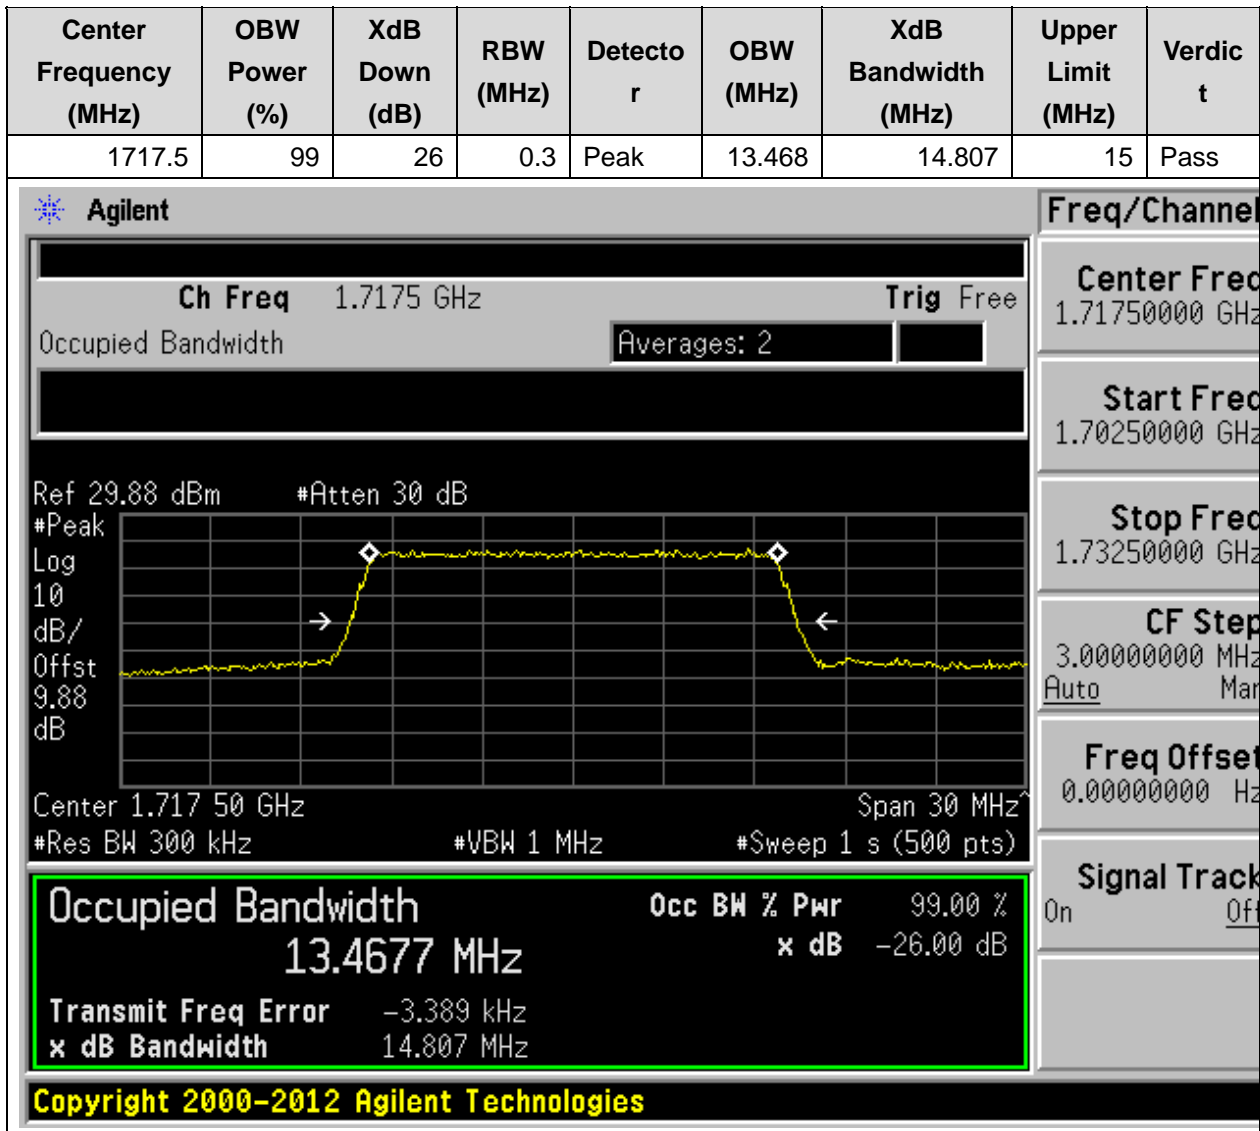 Center Frequency (MHz) OBW Power (%) XdB Down (dB) RBW (MHz) Detector OBW (MHz) XdB Bandwidth (MHz) Upper Limit (MHz) Verdict
1717.5 99 26 0.3 Peak 13.468 14.807 15 Pass
Agilent
Freq/Channel
Ch Freq 1.7175 GHz Trig Free
Occupied Bandwidth Averages: 2
Center Freq
1.71750000 GHz
Start Freq
1.70250000 GHz
Stop Freq
1.73250000 GHz
CF Step
3.00000000 MHz
Auto Man
Freq Offset
0.00000000 Hz
Signal Track
On Off
Ref 29.88 dBm #Atten 30 dB
#Peak
Log
10
dB/
Offst
9.88
dB
Center 1.717 50 GHz Span 30 MHz^
#Res BW 300 kHz #VBW 1 MHz #Sweep 1 s (500 pts)
Occupied Bandwidth Occ BW % Pwr 99.00 %
13.4677 MHz x dB -26.00 dB
Transmit Freq Error -3.389 kHz
x dB Bandwidth 14.807 MHz
Copyright 2000-2012 Agilent Technologies